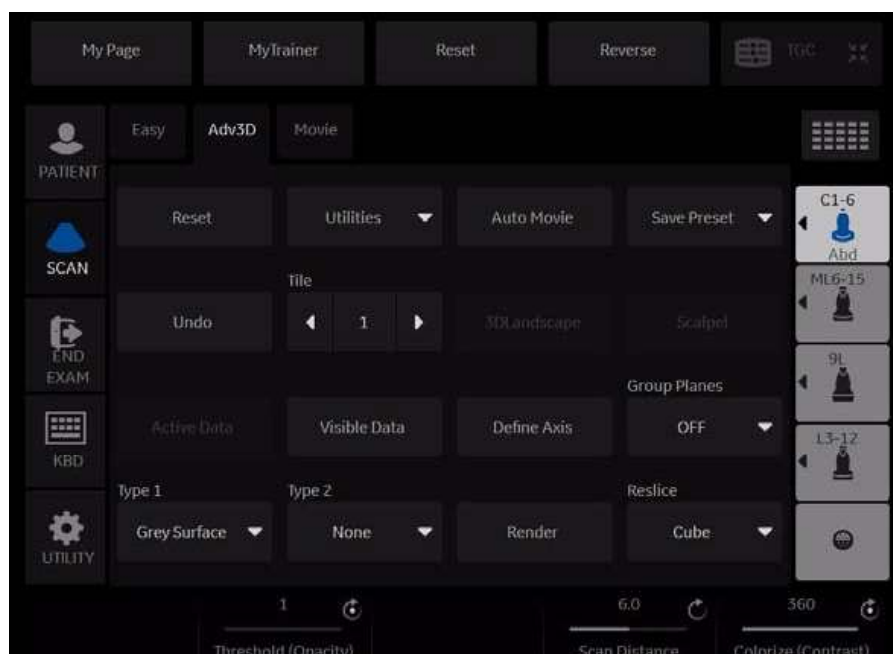 My Page MyTrainer Reset Reverse TGC
Easy Adv3D Movie
PATIENT
Reset Utilities Auto Movie Save Preset
C1-6
Abd
SCAN
Tile
ML6-15
Undo 1 3DLandscape Scalpel
END
EXAM
9L
Group Planes
Active Data Visible Data Define Axis OFF
KBD
L3-12
Type 1 Type 2 Reslice
Grey Surface None Render Cube
UTILITY
1 6.0 360
Threshold (Opacity) Scan Distance Colorize (Contrast)